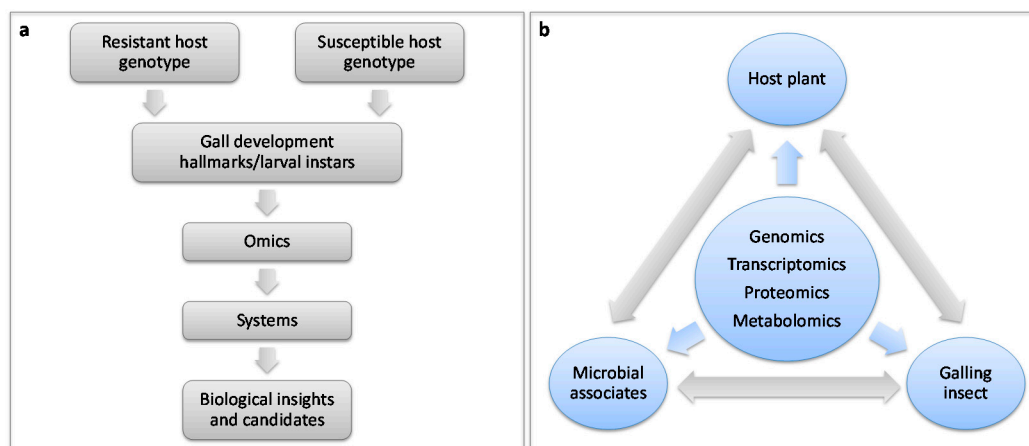 a
Resistant host
genotype
Susceptible host
genotype
Gall development
hallmarks/larval instars
Omics
Systems
Biological insights
and candidates
b
Host plant
Genomics
Transcriptomics
Proteomics
Metabolomics
Microbial
associates
Galling
insect